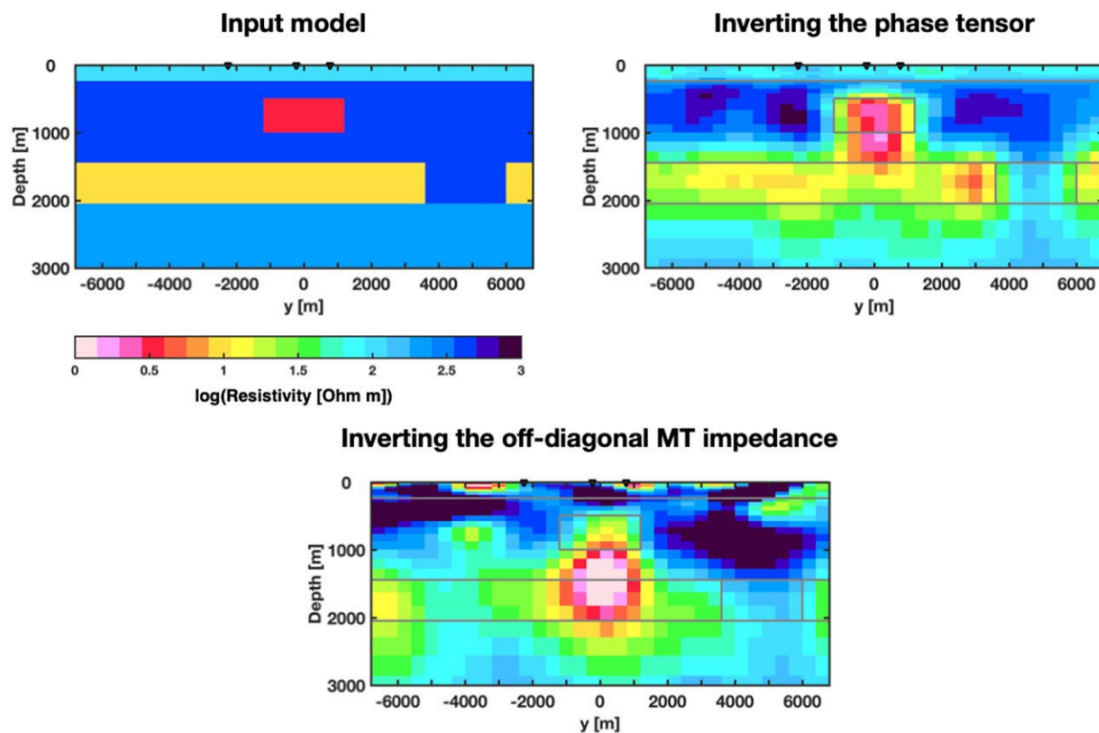 Input model
Inverting the phase tensor
0
1000
2000
3000
Depth [m]
-6000 -4000 -2000 0 2000 4000 6000
y [m]
0
1000
2000
3000
Depth [m]
-6000 -4000 -2000 0 2000 4000 6000
y [m]
0 0.5 1 1.5 2 2.5 3
log(Resistivity [Ohm m])
Inverting the off-diagonal MT impedance
0
1000
2000
3000
Depth [m]
-6000 -4000 -2000 0 2000 4000 6000
y [m]